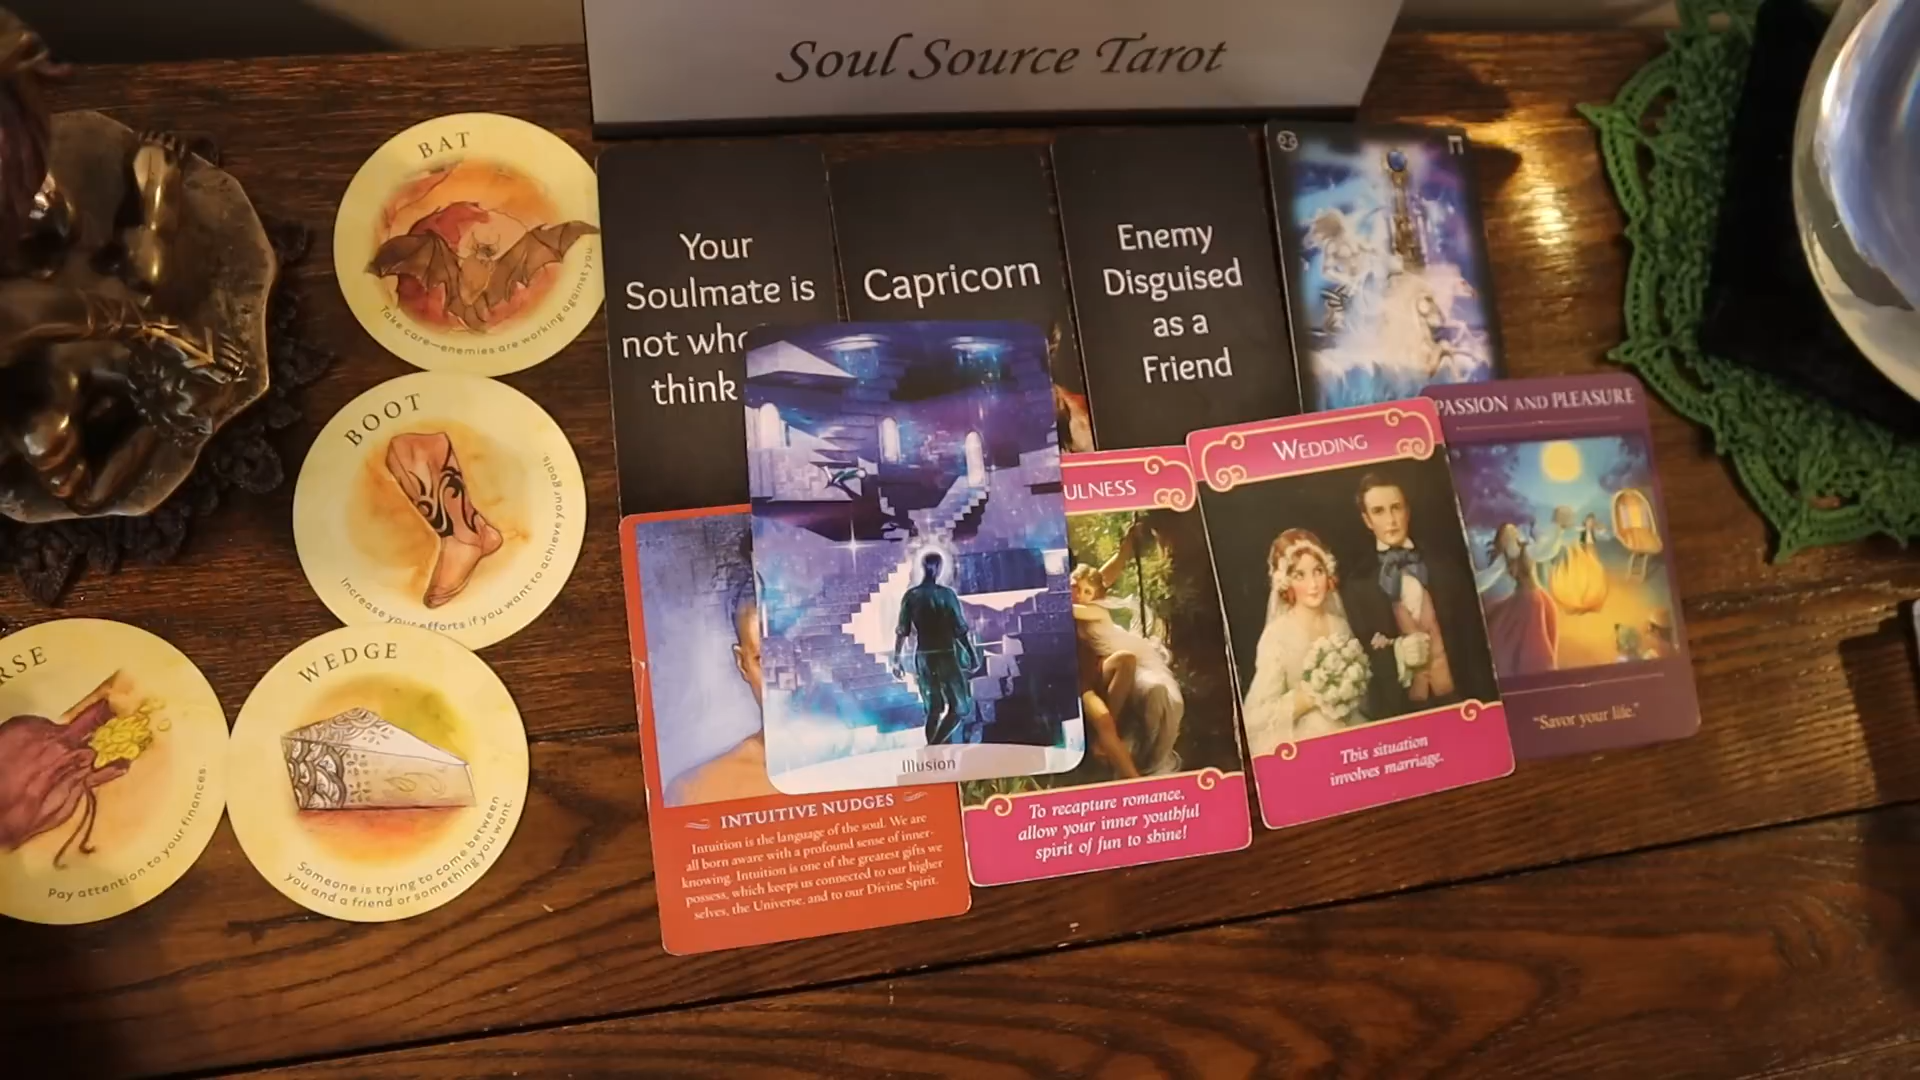 Soul Source Tarot
BAT
Take care—enemies are working against you.
BOOT
Increase your efforts if you want to achieve your goals.
RSE
Pay attention to your finances.
WEDGE
Someone is trying to come between
you and a friend or something you want.
Your
Soulmate is
not who
think
Capricorn
Enemy
Disguised
as a
Friend
Illusion
INTUITIVE NUDGES
Intuition is the language of the soul. We are
all born aware with a profound sense of inner-
knowing. Intuition is one of the greatest gifts we
possess, which keeps us connected to our higher
selves, the Universe, and to our Divine Spirit.
ULNESS
To recapture romance,
allow your inner youthful
spirit of fun to shine!
WEDDING
This situation
involves marriage.
PASSION AND PLEASURE
"Savor your life."